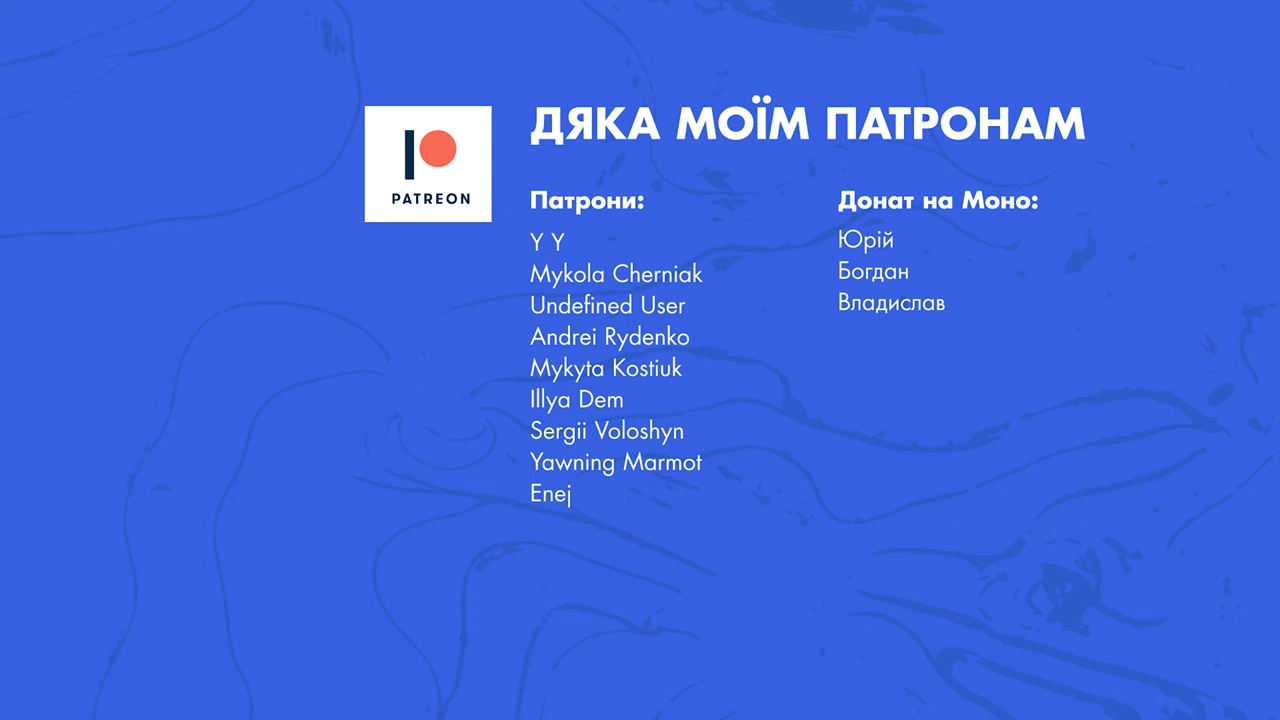 ДЯКА МОЇМ ПАТРОНАМ
PATREON
Патрони:
Y Y
Mykola Cherniak
Undefined User
Andrei Rydenko
Mykyta Kostiuk
Illya Dem
Sergii Voloshyn
Yawning Marmot
Enej
Донат на Моно:
Юрій
Богдан
Владислав